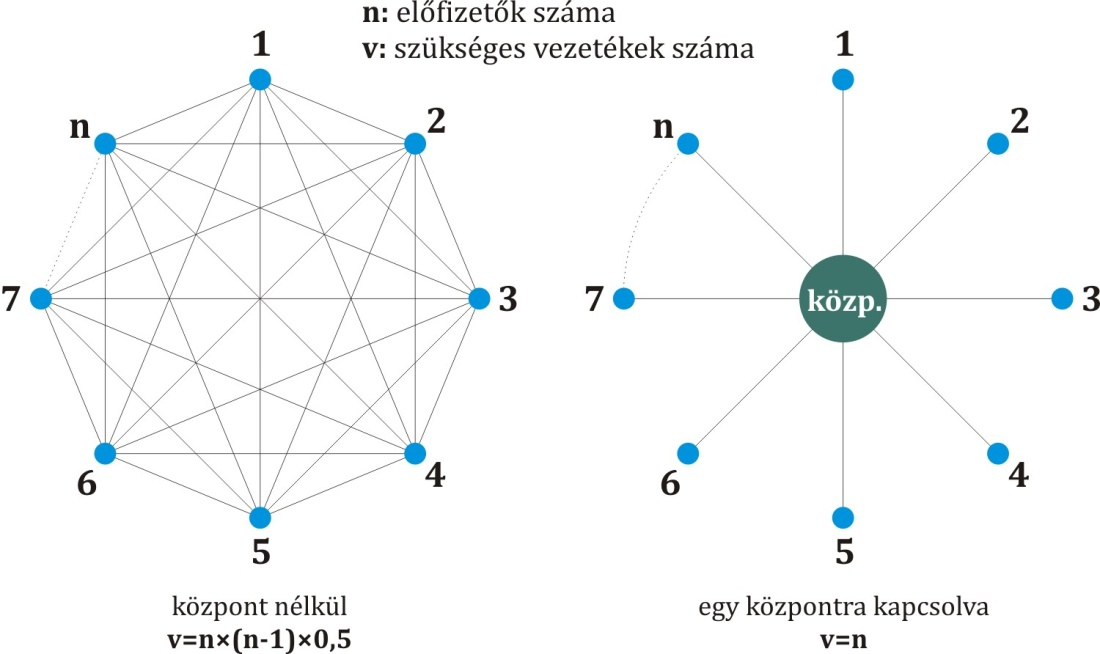 n: előfizetők száma
v: szükséges vezetékek száma
1
2
3
4
5
6
7
n
központ nélkül
v=n×(n-1)×0,5
1
2
3
4
5
6
7
n
közp.
egy központra kapcsolva
v=n